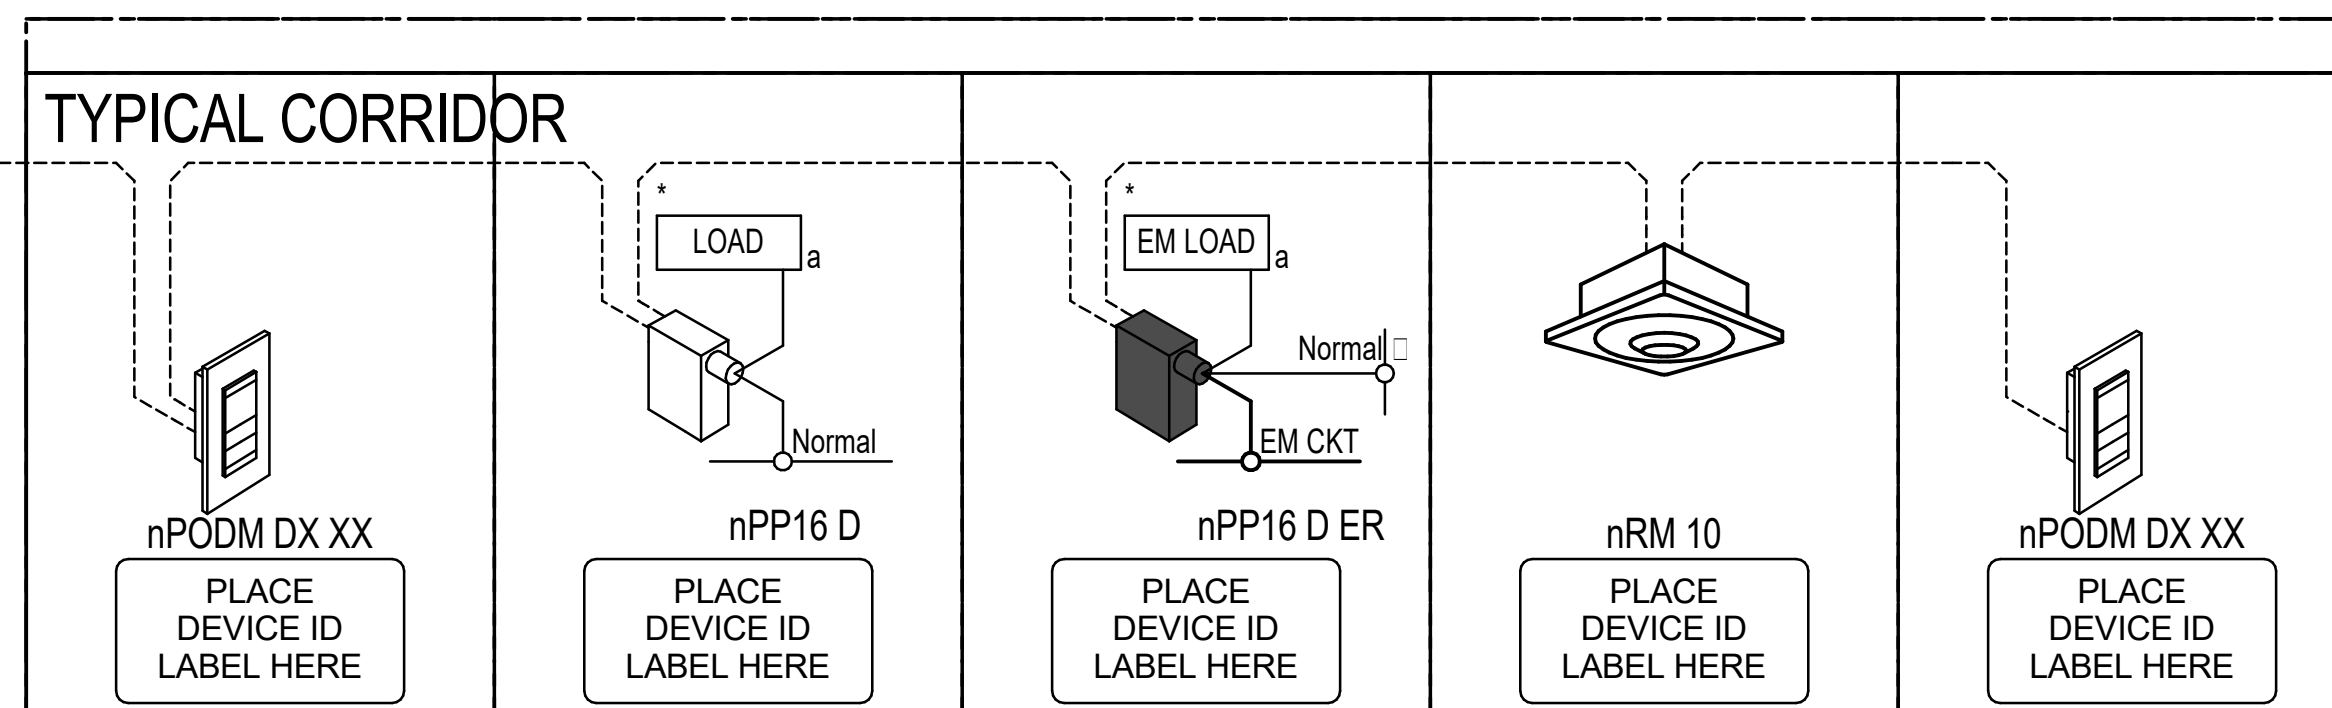 TYPICAL CORRIDOR
* *
LOAD a EM LOAD a
Normal
Normal EM CKT
nPODM DX XX nPP16 D nPP16 D ER nRM 10 nPODM DX XX
PLACE PLACE PLACE PLACE PLACE
DEVICE ID DEVICE ID DEVICE ID DEVICE ID DEVICE ID
LABEL HERE LABEL HERE LABEL HERE LABEL HERE LABEL HERE